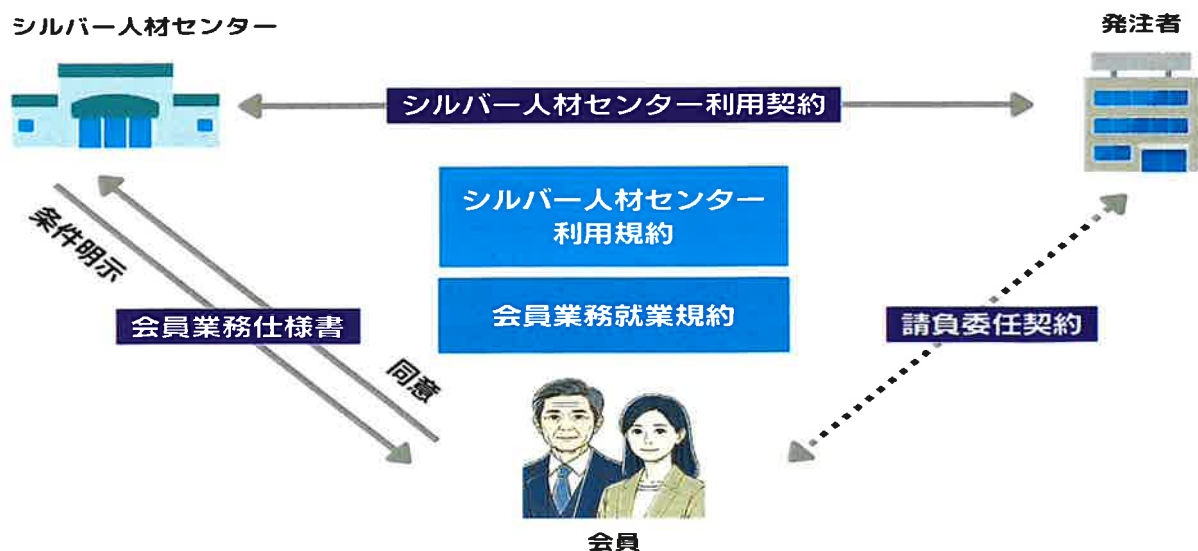 シルバー人材センター
発注者
シルバー人材センター利用契約
シルバー人材センター
利用規約
条件明示
会員業務仕様書
会員業務就業規約
請負委任契約
同意
会員